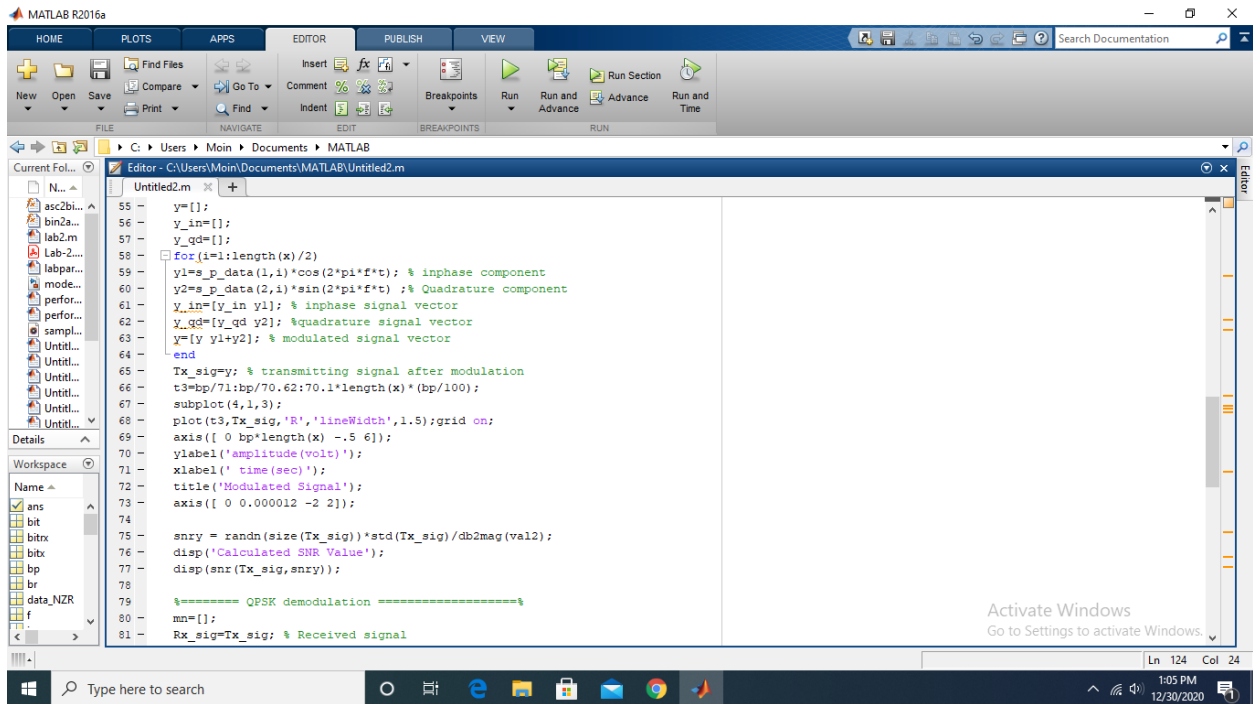 MATLAB R2016a
HOME PLOTS APPS EDITOR PUBLISH VIEW
Search Documentation
New Open Save
Find Files
Compare
Print
Go To
Find
Insert
Comment
Indent
Breakpoints
Run
Run and Advance
Run Section
Advance
Run and Time
FILE NAVIGATE EDIT BREAKPOINTS RUN
C: Users Moin Documents MATLAB
Current Fol...
N...
asc2bi...
bin2a...
lab2.m
Lab-2....
labpar...
mode...
perfor...
perfor...
sampl...
Untitl...
Untitl...
Untitl...
Untitl...
Untitl...
Untitl...
Details
Workspace
Name
ans
bit
bitrx
bitx
bp
br
data_NZR
f
Editor - C:\Users\Moin\Documents\MATLAB\Untitled2.m
Editor
Untitled2.m
55 – y=[];
56 – y_in=[];
57 – y_qd=[];
58 – for(i=1:length(x)/2)
59 – y1=s_p_data(1,i)*cos(2*pi*f*t); % inphase component
60 – y2=s_p_data(2,i)*sin(2*pi*f*t) ;% Quadrature component
61 – y_in=[y_in y1]; % inphase signal vector
62 – y_qd=[y_qd y2]; %quadrature signal vector
63 – y=[y y1+y2]; % modulated signal vector
64 – end
65 – Tx_sig=y; % transmitting signal after modulation
66 – t3=bp/71:bp/70.62:70.1*length(x)*(bp/100);
67 – subplot(4,1,3);
68 – plot(t3,Tx_sig,'R','lineWidth',1.5);grid on;
69 – axis([ 0 bp*length(x) -.5 6]);
70 – ylabel('amplitude(volt)');
71 – xlabel(' time(sec)');
72 – title('Modulated Signal');
73 – axis([ 0 0.000012 -2 2]);
74
75 – snry = randn(size(Tx_sig))*std(Tx_sig)/db2mag(val2);
76 – disp('Calculated SNR Value');
77 – disp(snr(Tx_sig,snry));
78
79 %======== QPSK demodulation ===================%
80 – mn=[];
81 – Rx_sig=Tx_sig; % Received signal
Activate Windows
Go to Settings to activate Windows.
Ln 124 Col 24
Type here to search
1:05 PM
12/30/2020
1